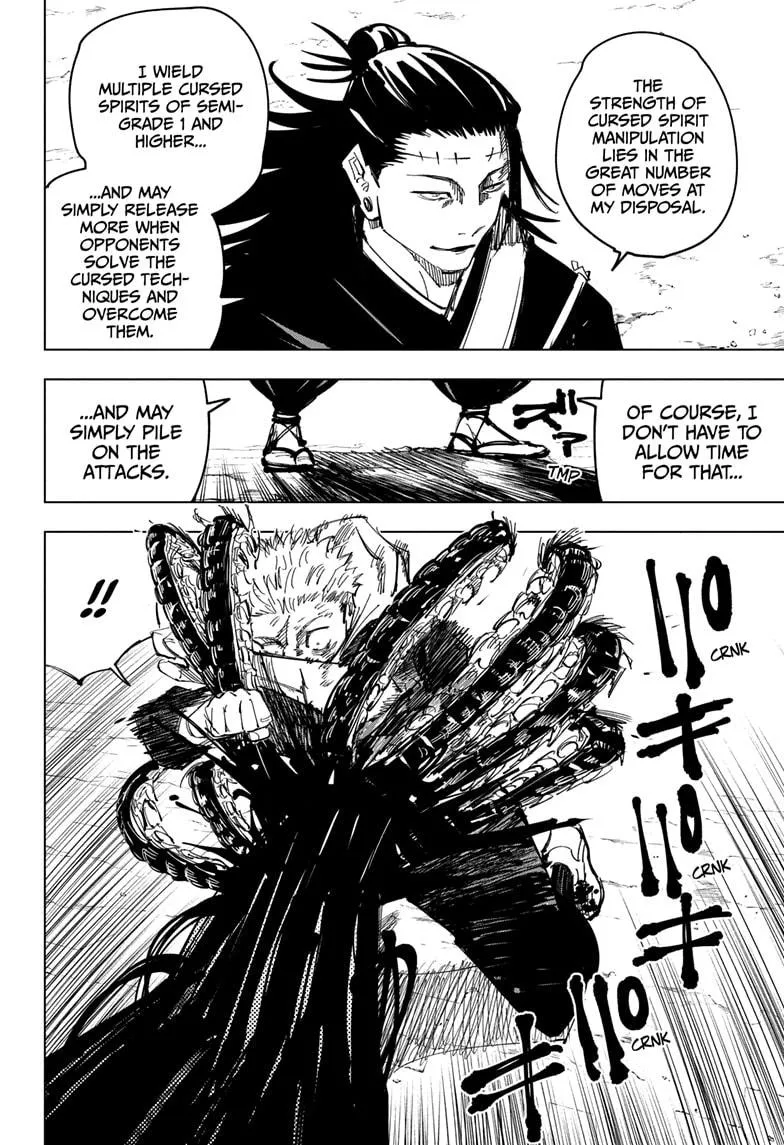 THE
STRENGTH OF
CURSED SPIRIT
MANIPULATION
LIES IN THE
GREAT NUMBER
OF MOVES AT
MY DISPOSAL.
I WIELD
MULTIPLE CURSED
SPIRITS OF SEMI-
GRADE 1 AND
HIGHER...
...AND MAY
SIMPLY RELEASE
MORE WHEN
OPPONENTS
SOLVE THE
CURSED TECH-
NIQUES AND
OVERCOME
THEM.
OF COURSE, I
DON'T HAVE TO
ALLOW TIME
FOR THAT...
ズァ
TMP
...AND MAY
SIMPLY PILE
ON THE
ATTACKS.
!!
パキ
CRNK
パキ
CRNK
パキ
CRNK